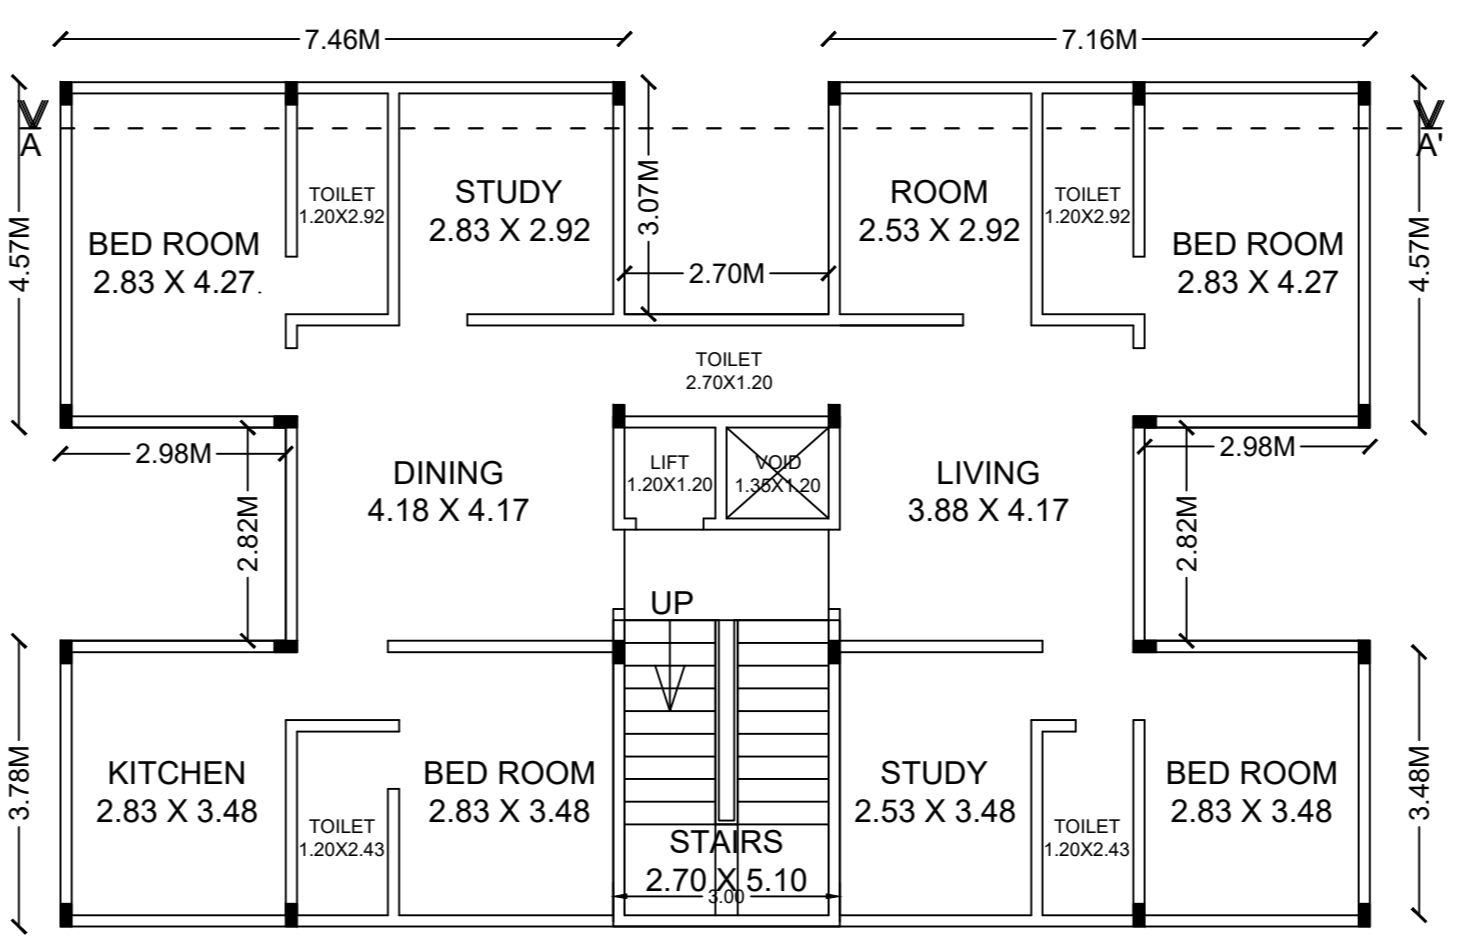 7.46M
7.16M
A
A'
3.07M
TOILET
1.20X2.92
STUDY
2.83 X 2.92
ROOM
2.53 X 2.92
TOILET
1.20X2.92
4.57M
BED ROOM
2.83 X 4.27.
2.70M
BED ROOM
2.83 X 4.27
4.57M
TOILET
2.70X1.20
2.98M
2.98M
DINING
4.18 X 4.17
LIFT
1.20X1.20
VOID
1.35X1.20
LIVING
3.88 X 4.17
2.82M
2.82M
UP
3.78M
KITCHEN
2.83 X 3.48
BED ROOM
2.83 X 3.48
STUDY
2.53 X 3.48
BED ROOM
2.83 X 3.48
3.48M
TOILET
1.20X2.43
STAIRS
2.70 X 5.10
3.00
TOILET
1.20X2.43